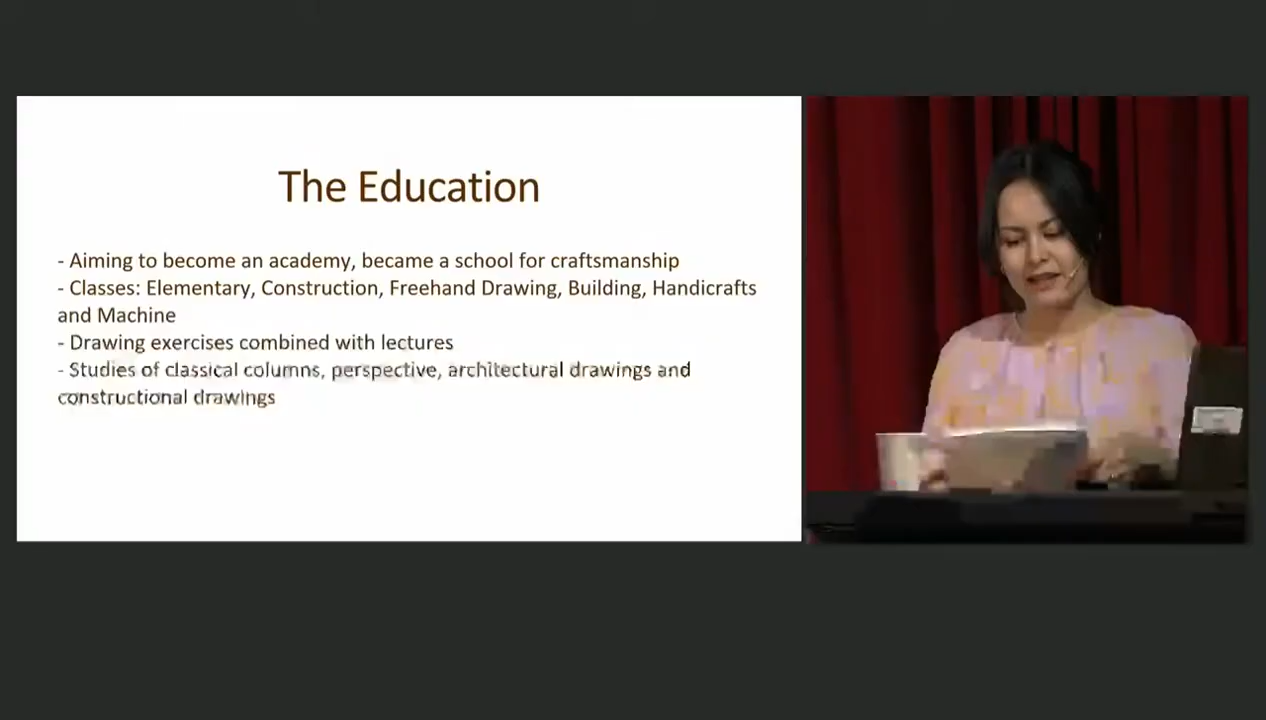 The Education
- Aiming to become an academy, became a school for craftsmanship
- Classes: Elementary, Construction, Freehand Drawing, Building, Handicrafts
and Machine
- Drawing exercises combined with lectures
- Studies of classical columns, perspective, architectural drawings and
constructional drawings